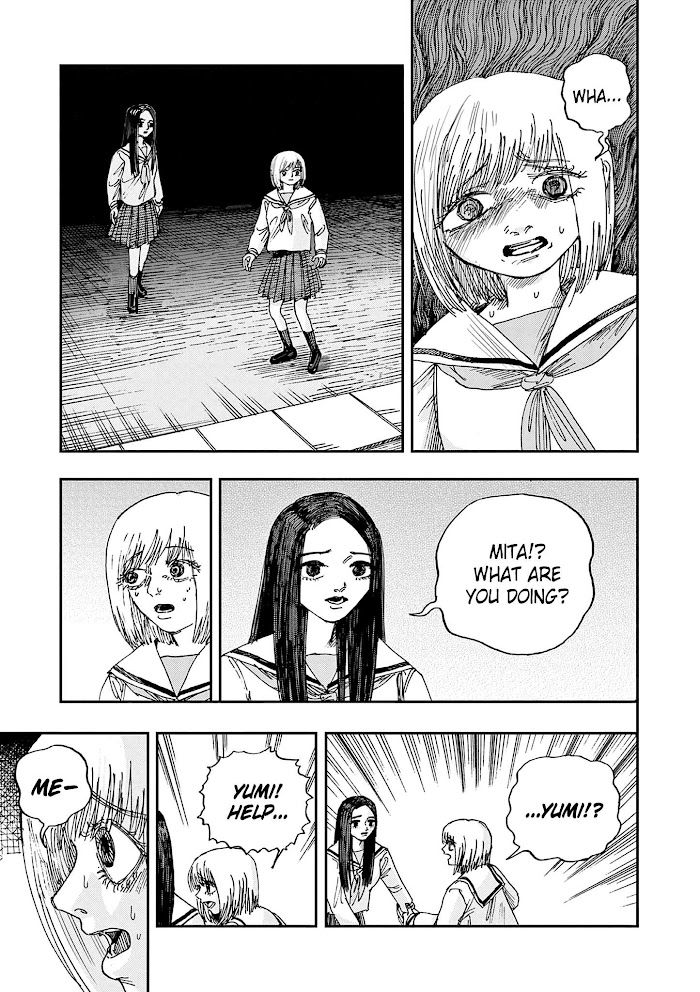 WHA...
MITA!?
WHAT ARE
YOU DOING?
...YUMI!?
YUMI!
HELP...
ME-